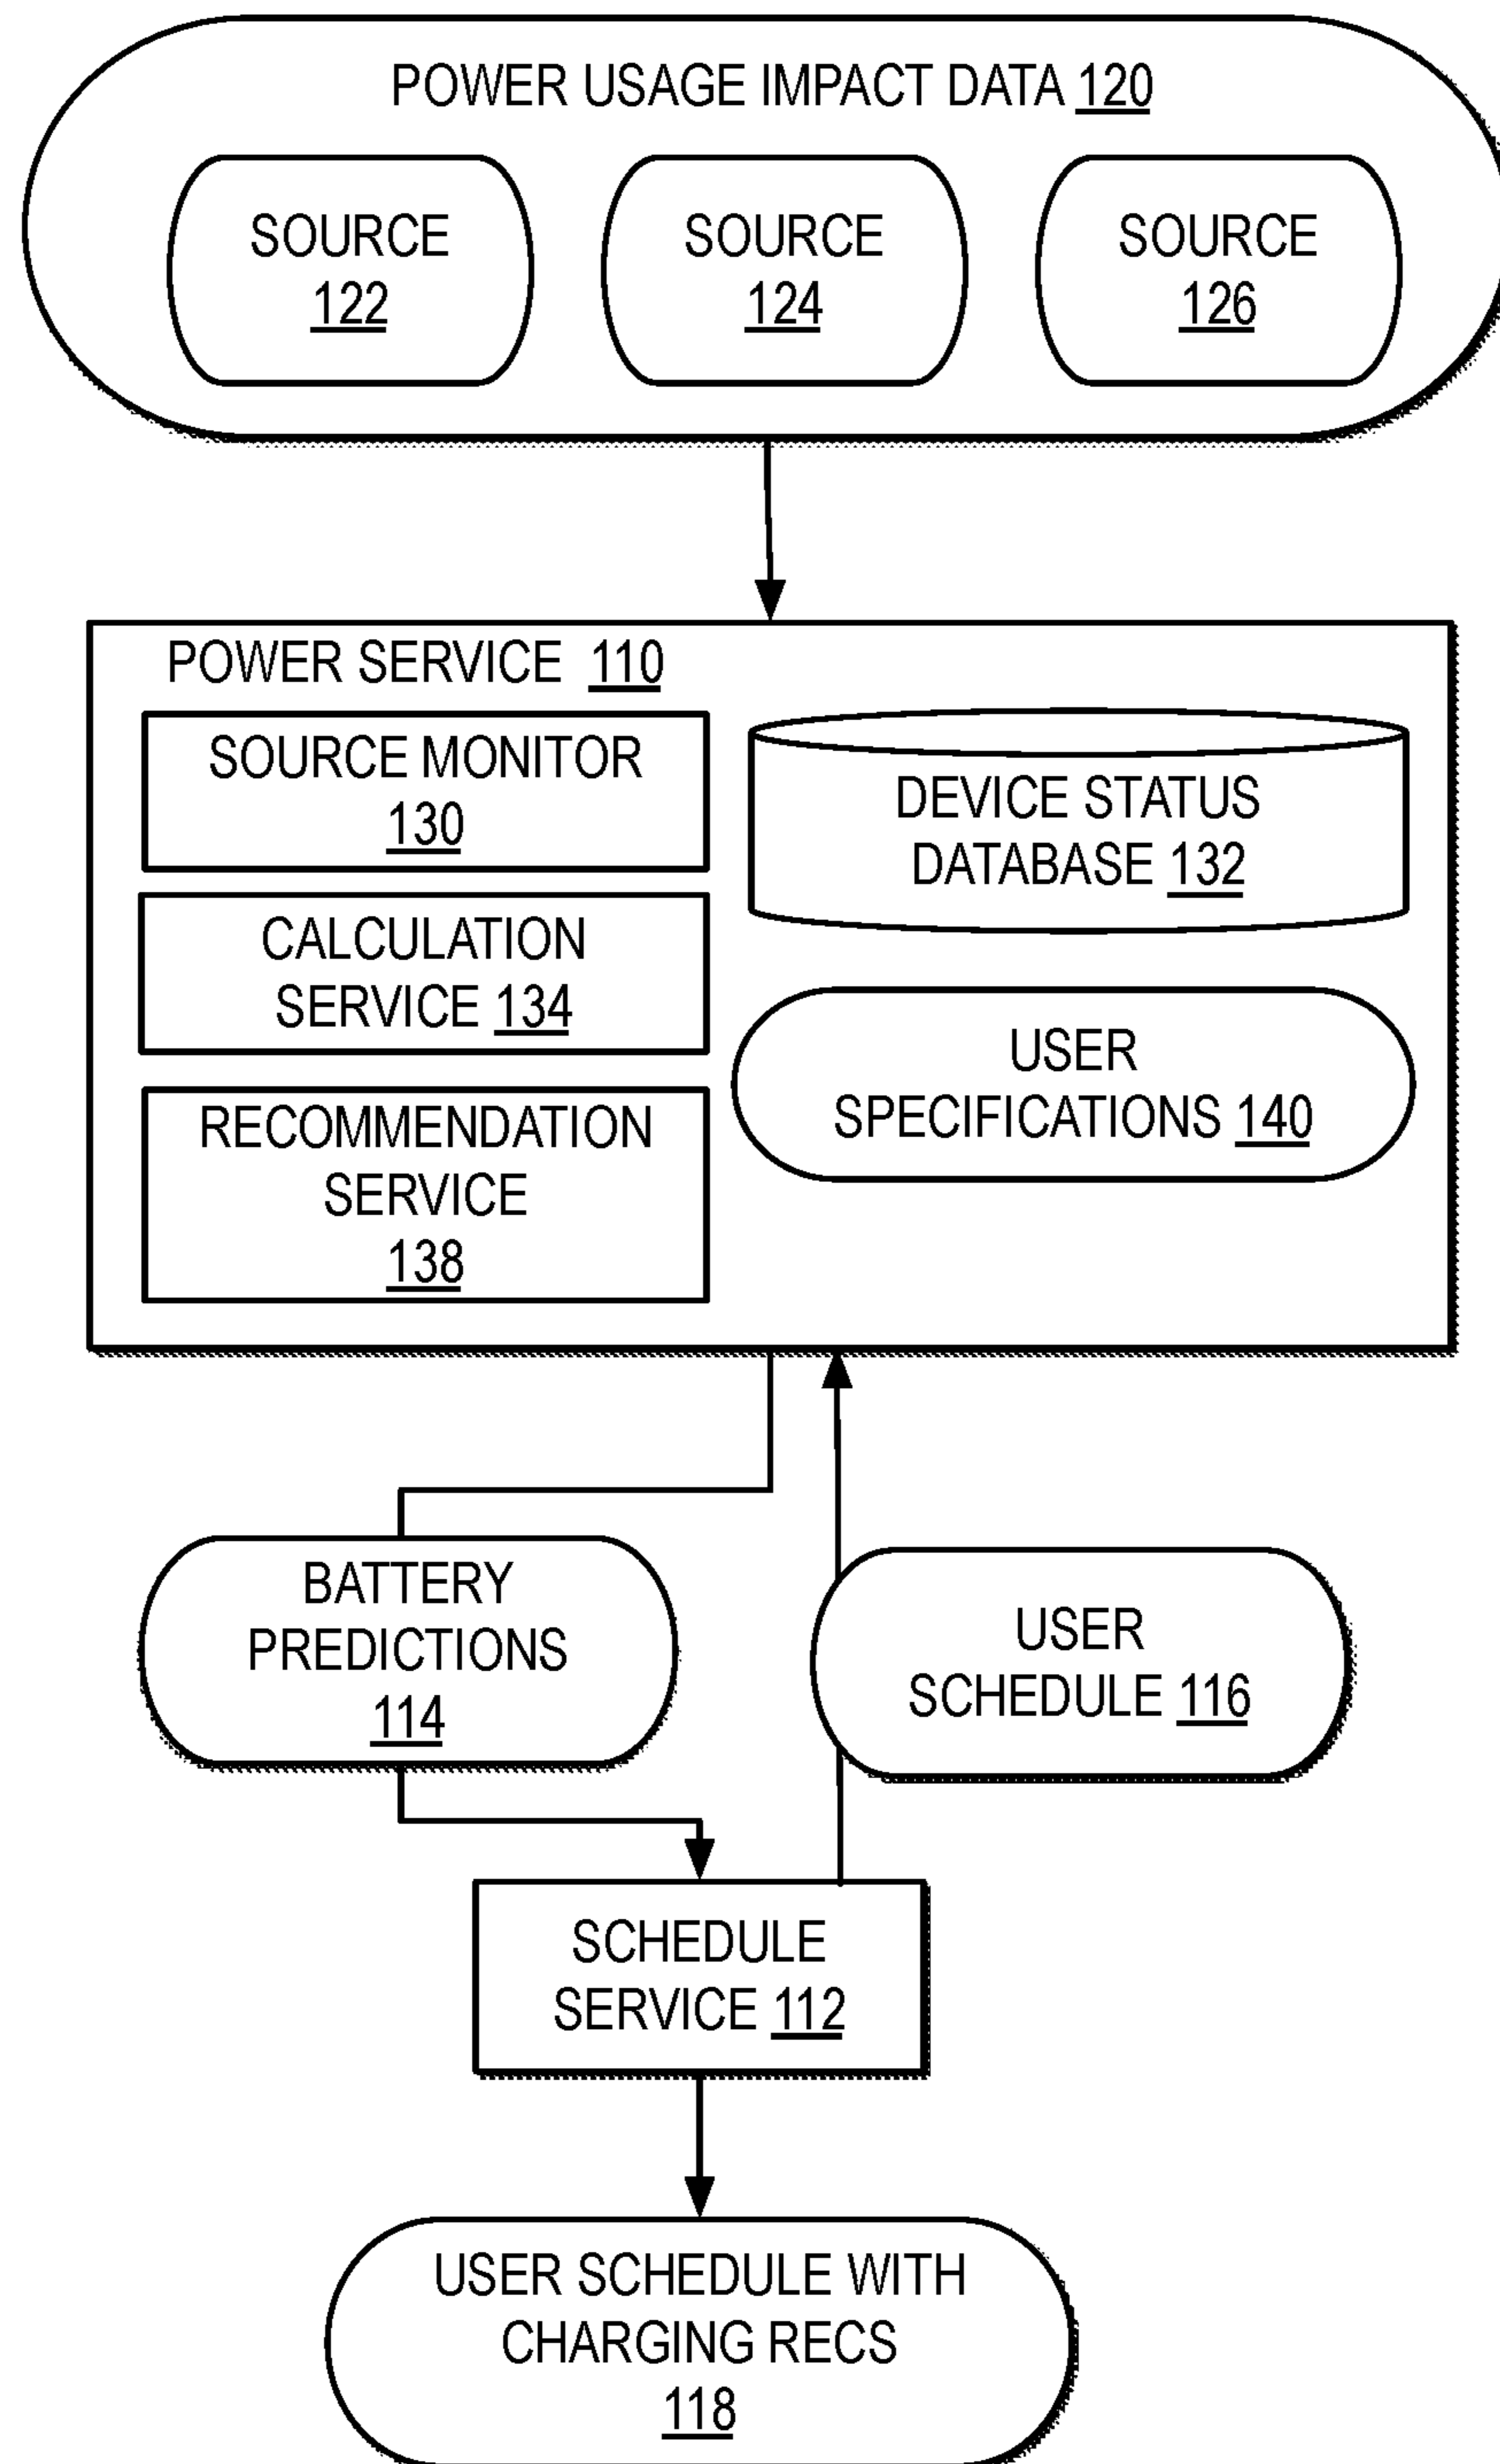 POWER USAGE IMPACT DATA 120
SOURCE
122
SOURCE
124
SOURCE
126
POWER SERVICE 110
SOURCE MONITOR
130
DEVICE STATUS
DATABASE 132
CALCULATION
SERVICE 134
USER
SPECIFICATIONS 140
RECOMMENDATION
SERVICE
138
BATTERY
PREDICTIONS
114
USER
SCHEDULE 116
SCHEDULE
SERVICE 112
USER SCHEDULE WITH
CHARGING RECS
118